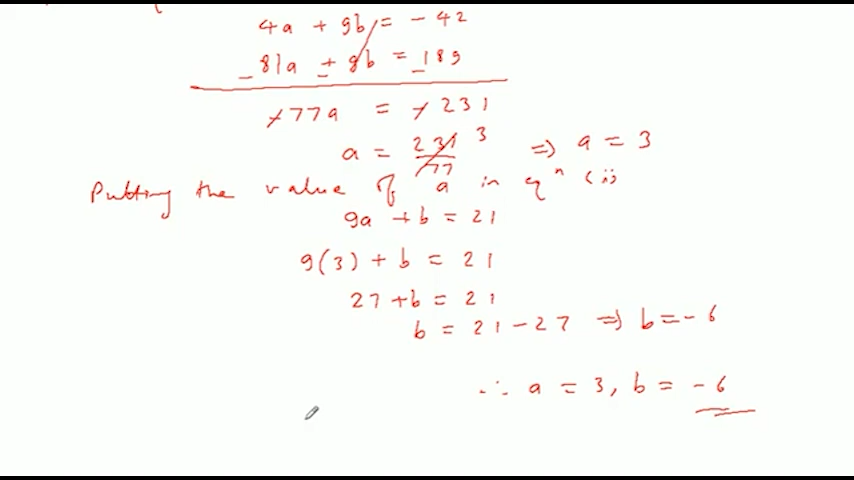 4a + 9b = - 42
- 81a + 9b = - 189
- 77a = - 231
a = 231/77 3 => a = 3
Putting the value of a in eqn (ii)
9a + b = 21
9(3) + b = 21
27 + b = 21
b = 21 - 27 => b = - 6
∴ a = 3, b = - 6